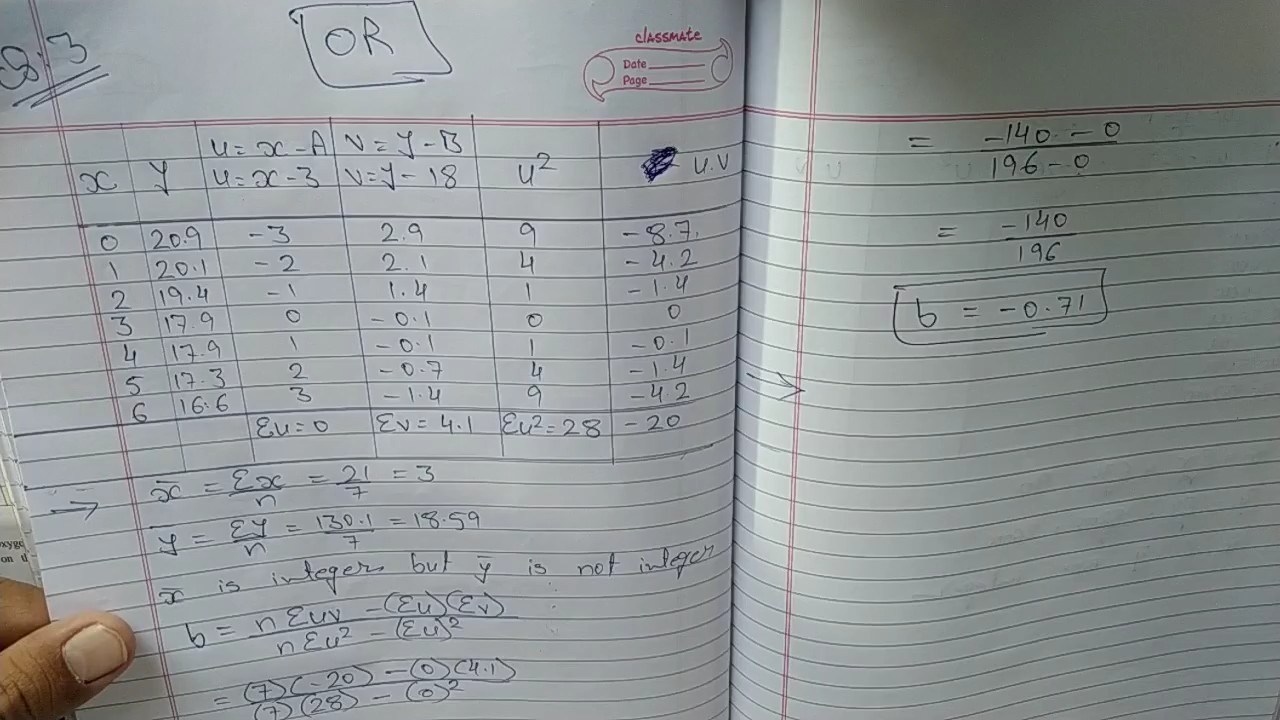 Q.3
OR
classmate
Date
Page
x y u=x-A v=y-B u² u.v
u=x-3 v=y-18
0 20.9 -3 2.9 9 -8.7
1 20.1 -2 2.1 4 -4.2
2 19.4 -1 1.4 1 -1.4
3 17.9 0 -0.1 0 0
4 17.9 1 -0.1 1 -0.1
5 17.3 2 -0.7 4 -1.4
6 16.6 3 -1.4 9 -4.2
Σu=0 Σv=4.1 Σu²=28 -20
→ x̄ = Σx/n = 21/7 = 3
ȳ = Σy/n = 130.1/7 = 18.59
x̄ is integer but ȳ is not integer
b = nΣuv - (Σu)(Σv) / nΣu² - (Σu)²
= (7)(-20) - (0)(4.1) / (7)(28) - (0)²
→
= -140 - 0 / 196 - 0
= -140 / 196
b = -0.71